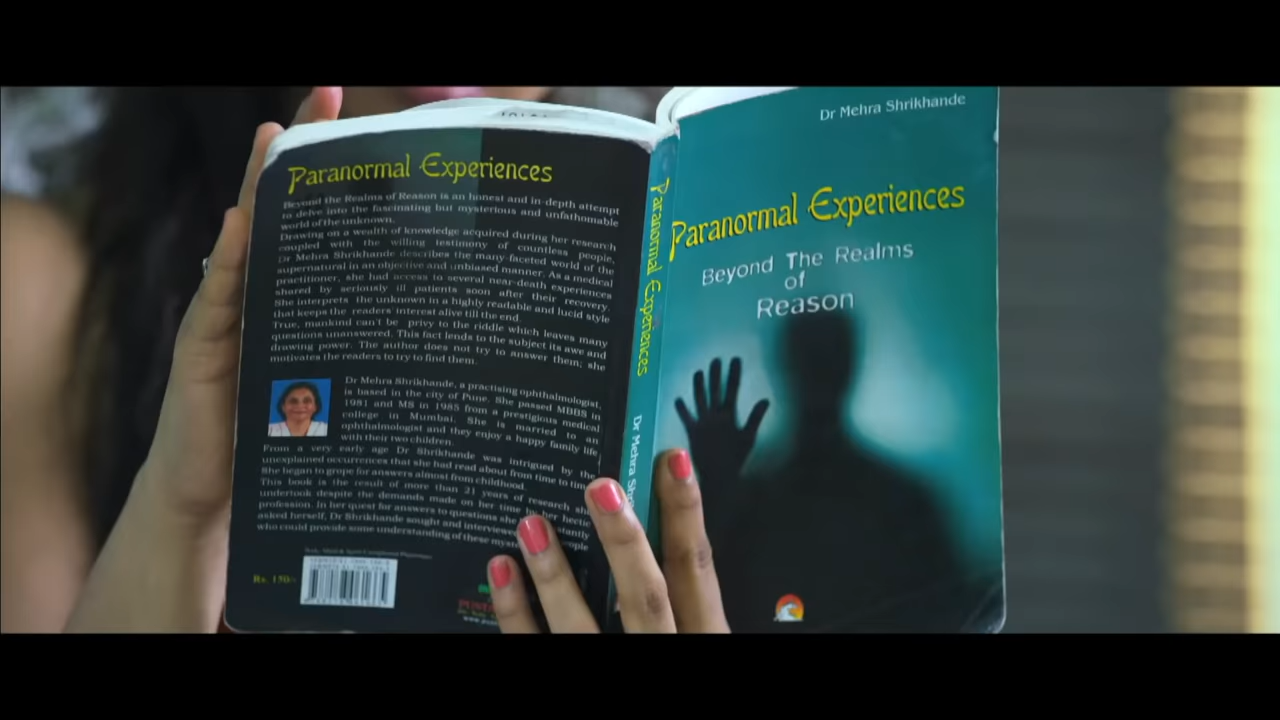 Paranormal Experiences
Beyond the Realms of Reason is an honest and in-depth attempt
to delve into the fascinating but mysterious and unfathomable
world of the unknown.
Drawing on a wealth of knowledge acquired during her research
coupled with the willing testimony of countless people,
Dr Mehra Shrikhande describes the many-faceted world of the
supernatural in an objective and unbiased manner. As a medical
practitioner, she had access to several near-death experiences
shared by seriously ill patients soon after their recovery.
She interprets the unknown in a highly readable and lucid style
that keeps the readers' interest alive till the end.
True, mankind can't be privy to the riddle which leaves many
questions unanswered. This fact lends to the subject its awe and
drawing power. The author does not try to answer them; she
motivates the readers to try to find them.
Dr Mehra Shrikhande, a practising ophthalmologist,
is based in the city of Pune. She passed MBBS in
1981 and MS in 1985 from a prestigious medical
college in Mumbai. She is married to an
ophthalmologist and they enjoy a happy family life
with their two children.
From a very early age Dr Shrikhande was intrigued by the
unexplained occurrences that she had read about from time to time
She began to grope for answers almost from childhood.
This book is the result of more than 21 years of research she
undertook despite the demands made on her time by her hectic
profession. In her quest for answers to questions she
asked herself, Dr Shrikhande sought and interviewed
who could provide some understanding of these
Rs. 150/-
Paranormal Experiences
Dr Mehra
Dr Mehra Shrikhande
Paranormal Experiences
Beyond The Realms
of
Reason